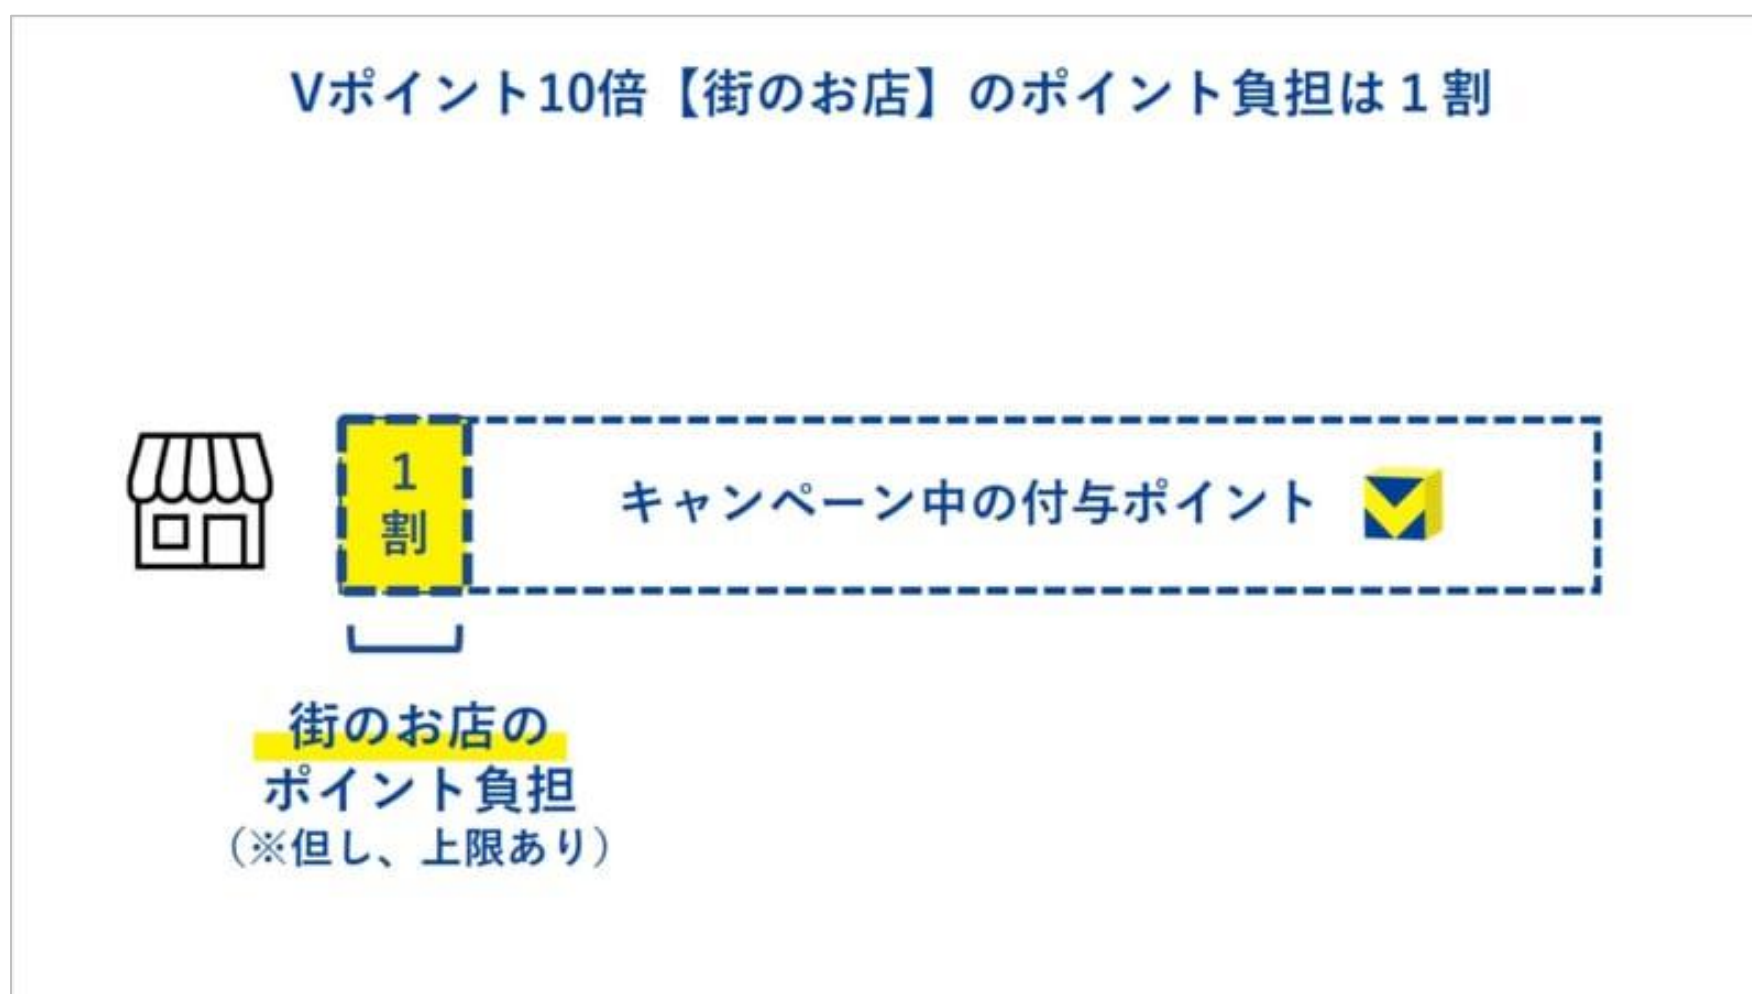 Vポイント10倍【街のお店】のポイント負担は１割
1
割
キャンペーン中の付与ポイント
街のお店の
ポイント負担
（※但し、上限あり）